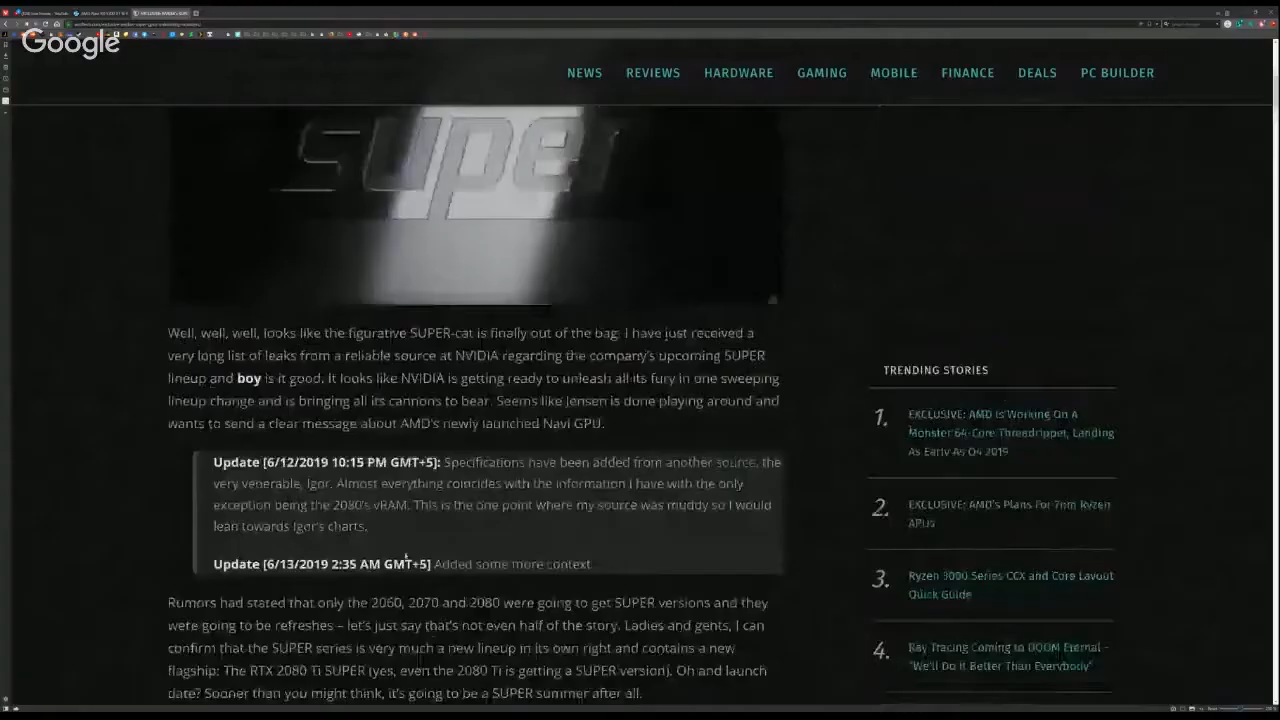 Google
NEWS REVIEWS HARDWARE GAMING MOBILE FINANCE DEALS PC BUILDER
super
Well, well, well, looks like the figurative SUPER-cat is finally out of the bag. I have just received a
very long list of leaks from a reliable source at NVIDIA regarding the company's upcoming SUPER
lineup and boy is it good. It looks like NVIDIA is getting ready to unleash all its fury in one sweeping
lineup change and is bringing all its cannons to bear. Seems like Jensen is done playing around and
wants to send a clear message about AMD's newly launched Navi GPU.
Update [6/12/2019 10:15 PM GMT+5]: Specifications have been added from another source, the
very venerable, Igor. Almost everything coincides with the information I have with the only
exception being the 2080's vRAM. This is the one point where my source was muddy so I would
lean towards Igor's charts.
Update [6/13/2019 2:35 AM GMT+5] Added some more context
Rumors had stated that only the 2060, 2070 and 2080 were going to get SUPER versions and they
were going to be refreshes – let's just say that's not even half of the story. Ladies and gents, I can
confirm that the SUPER series is very much a new lineup in its own right and contains a new
flagship: The RTX 2080 Ti SUPER (yes, even the 2080 Ti is getting a SUPER version). Oh and launch
date? Sooner than you might think, it's going to be a SUPER summer after all.
TRENDING STORIES
1. EXCLUSIVE: AMD Is Working On A
Monster 64-Core Threadripper, Landing
As Early As Q4 2019
2. EXCLUSIVE: AMD's Plans For 7nm Ryzen
APUs
3. Ryzen 3000 Series CCX and Core Layout
Quick Guide
4. Ray Tracing Coming to DOOM Eternal –
"We'll Do It Better Than Everybody"